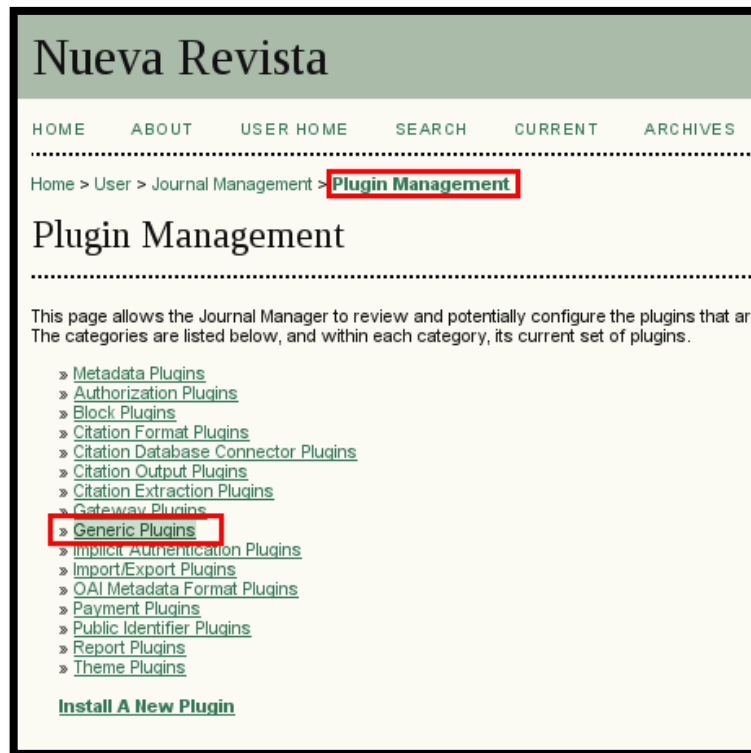 Nueva Revista
HOME ABOUT USER HOME SEARCH CURRENT ARCHIVES
Home > User > Journal Management > Plugin Management
Plugin Management
This page allows the Journal Manager to review and potentially configure the plugins that ar
The categories are listed below, and within each category, its current set of plugins.
» Metadata Plugins
» Authorization Plugins
» Block Plugins
» Citation Format Plugins
» Citation Database Connector Plugins
» Citation Output Plugins
» Citation Extraction Plugins
» Gateway Plugins
» Generic Plugins
» Implicit Authentication Plugins
» Import/Export Plugins
» OAI Metadata Format Plugins
» Payment Plugins
» Public Identifier Plugins
» Report Plugins
» Theme Plugins
Install A New Plugin